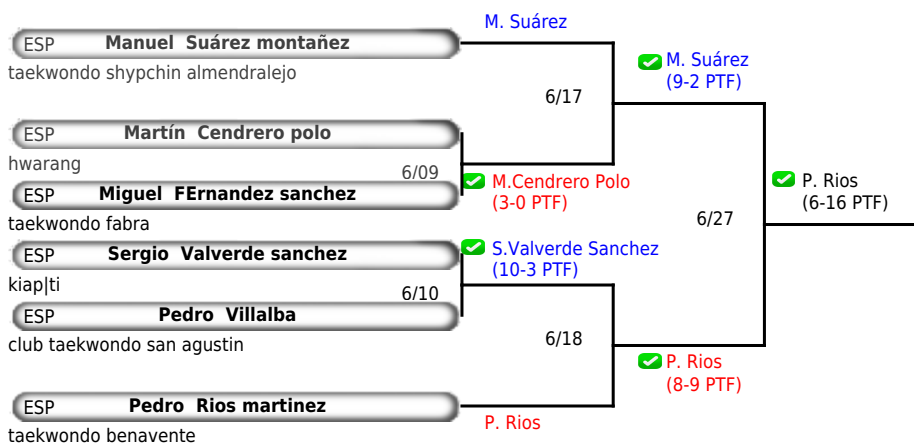 M. Suárez
ESP Manuel Suárez montañez
taekwondo shypchin almendralejo
M. Suárez
(9-2 PTF)
6/17
ESP Martín Cendrero polo
hwarang
6/09
M.Cendrero Polo
(3-0 PTF)
ESP Miguel FErnandez sanchez
taekwondo fabra
P. Rios
(6-16 PTF)
6/27
ESP Sergio Valverde sanchez
kiap|ti
S.Valverde Sanchez
(10-3 PTF)
6/10
ESP Pedro Villalba
club taekwondo san agustin
6/18
P. Rios
(8-9 PTF)
ESP Pedro Rios martinez
taekwondo benavente
P. Rios